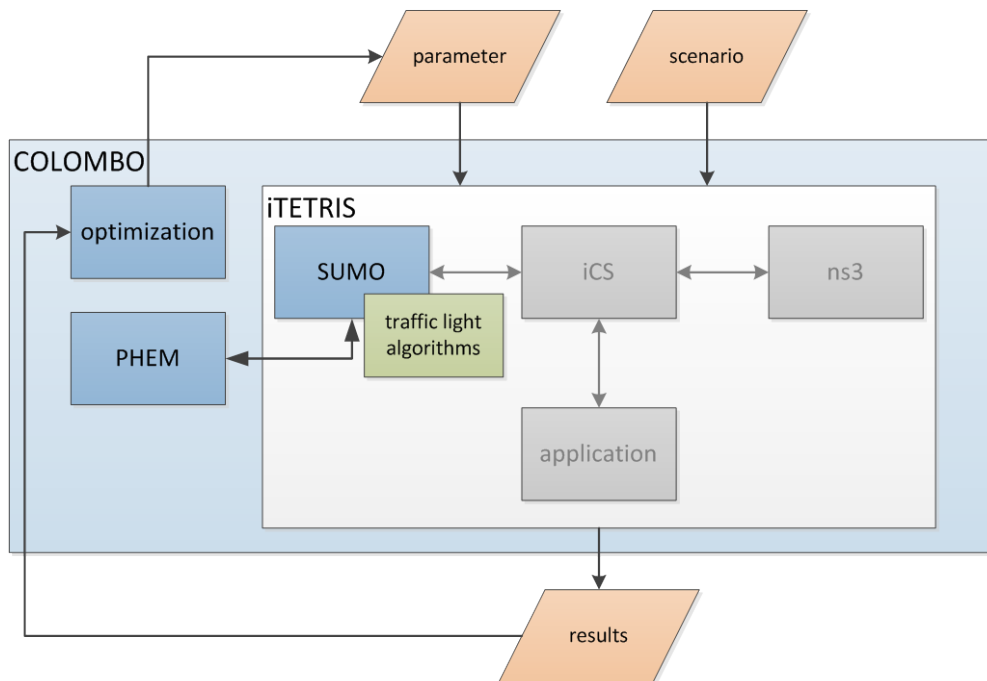 parameter
scenario
COLOMBO
optimization
iTETRIS
SUMO
iCS
ns3
traffic light
algorithms
PHEM
application
results